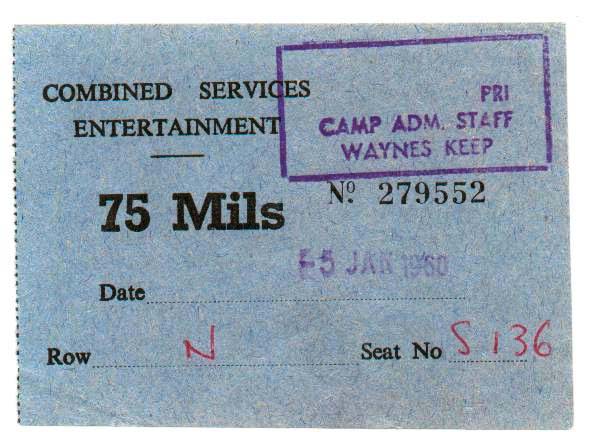 COMBINED SERVICES
ENTERTAINMENT
PRI
CAMP ADM. STAFF
WAYNES KEEP
75 Mils
Nº 279552
5 JAN 1960
Date
Row N
Seat No S 136